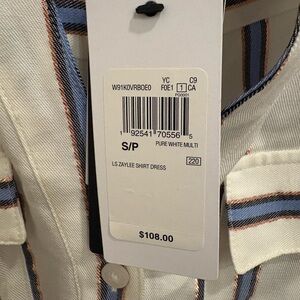 YC C9
W91K0VRBOE0 F0E1 1 CA
1 92541 70556 5
S/P PURE WHITE MULTI
LS ZAYLEE SHIRT DRESS 220
$108.00